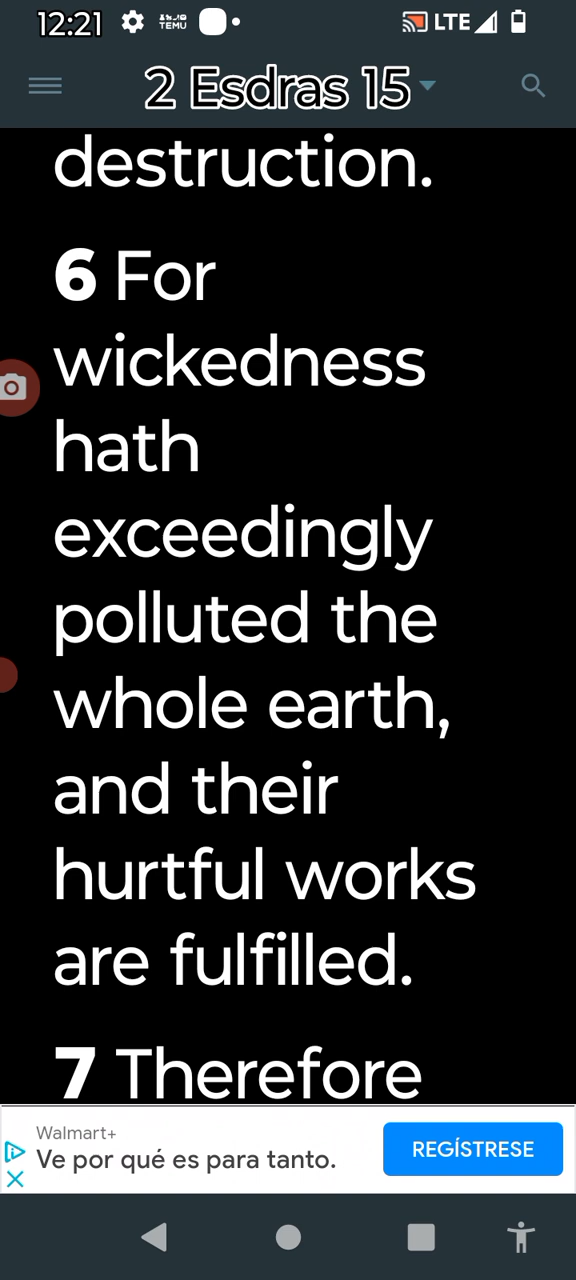 12:21
TEMU
LTE
2 Esdras 15
destruction.
6 For
wickedness
hath
exceedingly
polluted the
whole earth,
and their
hurtful works
are fulfilled.
7 Therefore
Walmart+
Ve por qué es para tanto.
REGÍSTRESE